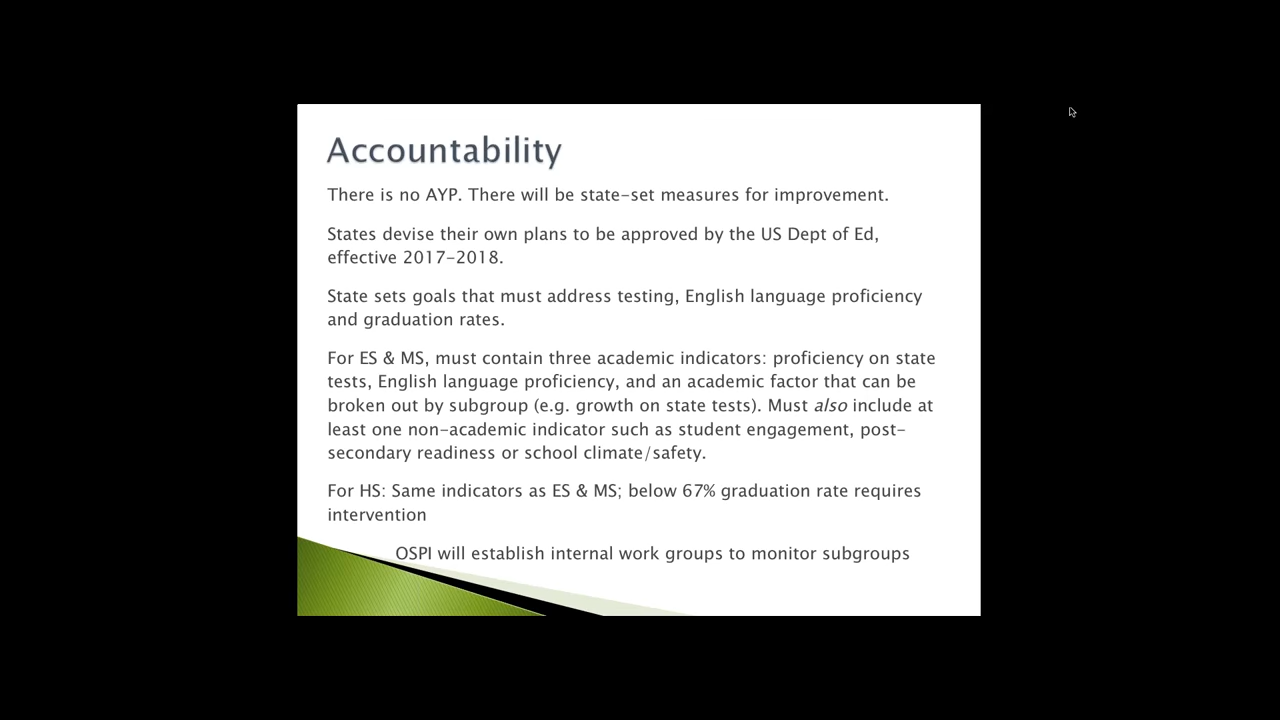 Accountability
There is no AYP. There will be state-set measures for improvement.
States devise their own plans to be approved by the US Dept of Ed,
effective 2017-2018.
State sets goals that must address testing, English language proficiency
and graduation rates.
For ES & MS, must contain three academic indicators: proficiency on state
tests, English language proficiency, and an academic factor that can be
broken out by subgroup (e.g. growth on state tests). Must also include at
least one non-academic indicator such as student engagement, post-
secondary readiness or school climate/safety.
For HS: Same indicators as ES & MS; below 67% graduation rate requires
intervention
OSPI will establish internal work groups to monitor subgroups